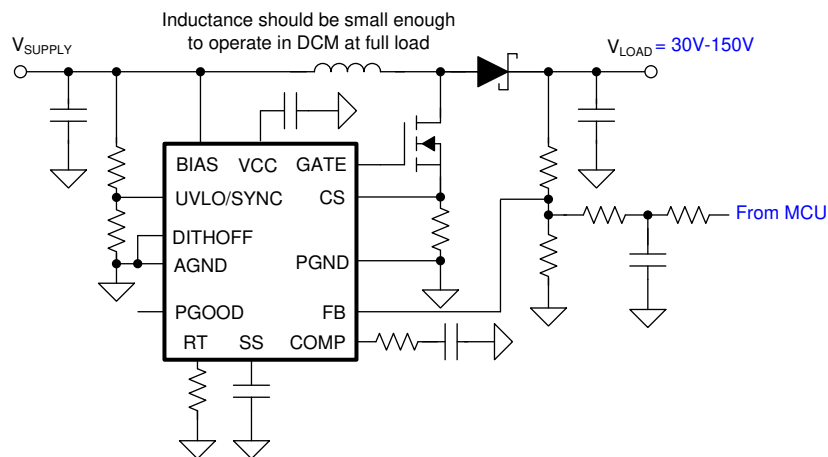 Inductance should be small enough
to operate in DCM at full load
VSUPPLY
VLOAD = 30V-150V
BIAS
VCC
GATE
UVLO/SYNC
CS
From MCU
DITHOFF
AGND
PGND
PGOOD
FB
RT
SS
COMP